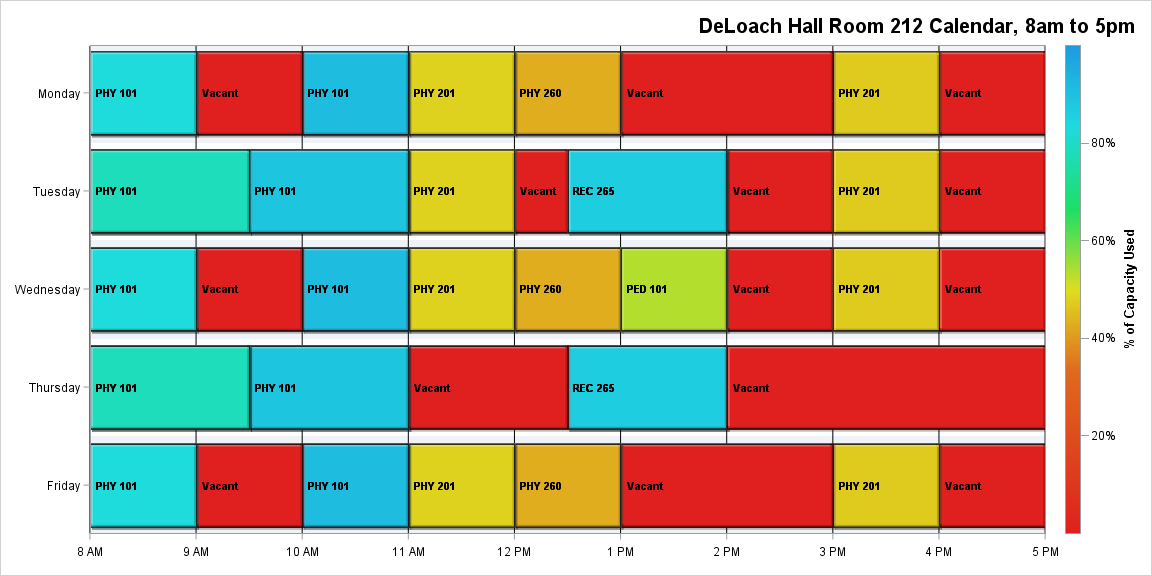 DeLoach Hall Room 212 Calendar, 8am to 5pm
Monday
PHY 101
Vacant
PHY 101
PHY 201
PHY 260
Vacant
PHY 201
Vacant
Tuesday
PHY 101
PHY 101
PHY 201
Vacant
REC 265
Vacant
PHY 201
Vacant
Wednesday
PHY 101
Vacant
PHY 101
PHY 201
PHY 260
PED 101
Vacant
PHY 201
Vacant
Thursday
PHY 101
PHY 101
Vacant
REC 265
Vacant
Friday
PHY 101
Vacant
PHY 101
PHY 201
PHY 260
Vacant
PHY 201
Vacant
8 AM
9 AM
10 AM
11 AM
12 PM
1 PM
2 PM
3 PM
4 PM
5 PM
80%
60%
40%
20%
% of Capacity Used